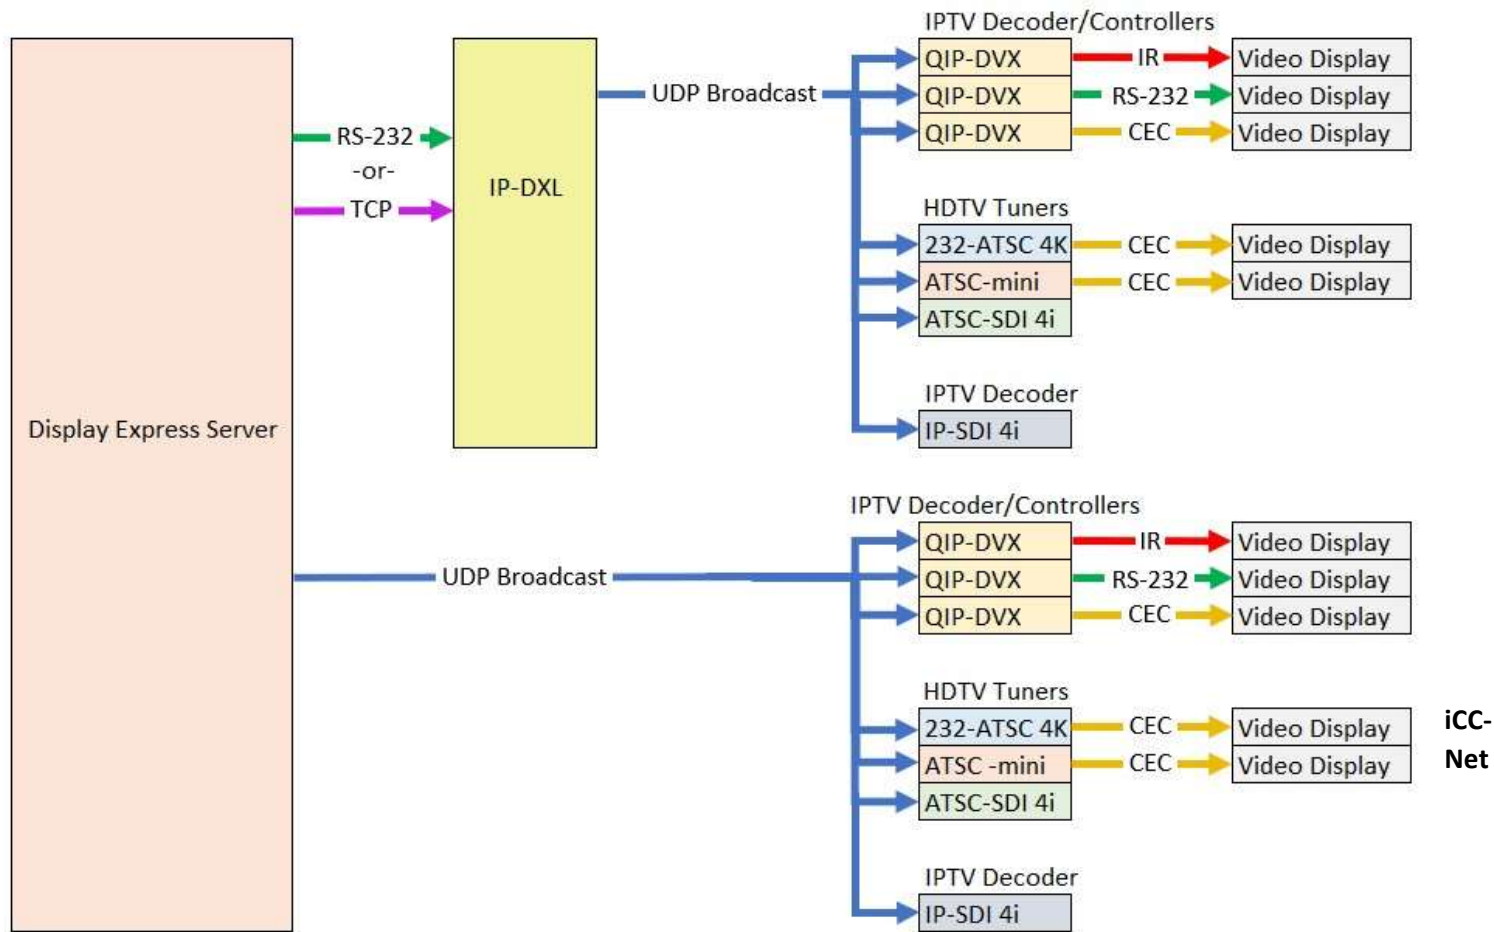 IPTV Decoder/Controllers
QIP-DVX IR Video Display
UDP Broadcast QIP-DVX RS-232 Video Display
QIP-DVX CEC Video Display
RS-232
-or-
TCP
IP-DXL
HDTV Tuners
232-ATSC 4K CEC Video Display
ATSC-mini CEC Video Display
ATSC-SDI 4i
IPTV Decoder
IP-SDI 4i
Display Express Server
IPTV Decoder/Controllers
QIP-DVX IR Video Display
UDP Broadcast QIP-DVX RS-232 Video Display
QIP-DVX CEC Video Display
HDTV Tuners
232-ATSC 4K CEC Video Display
ATSC -mini CEC Video Display
ATSC-SDI 4i
iCC-
Net
IPTV Decoder
IP-SDI 4i